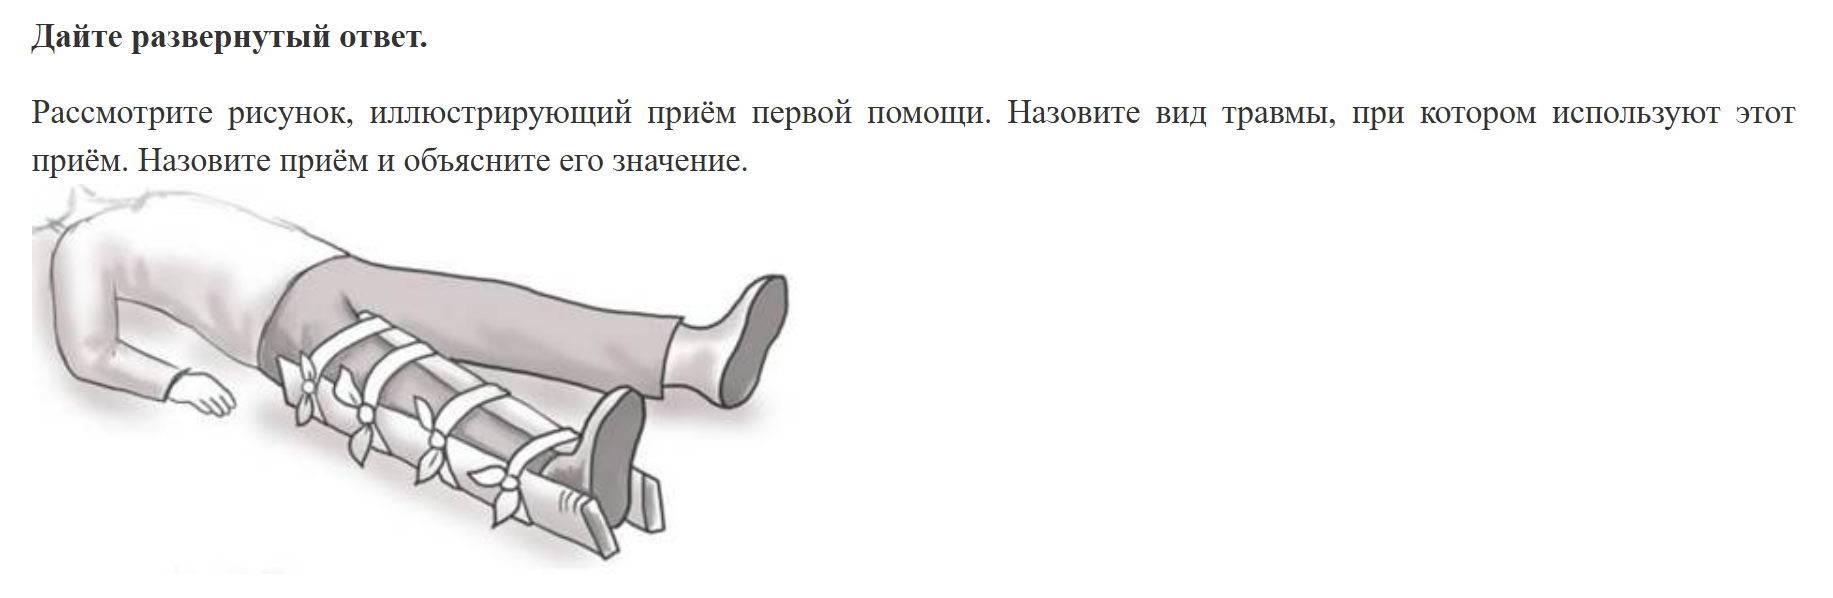 Дайте развернутый ответ.
Рассмотрите рисунок, иллюстрирующий приём первой помощи. Назовите вид травмы, при котором используют этот
приём. Назовите приём и объясните его значение.